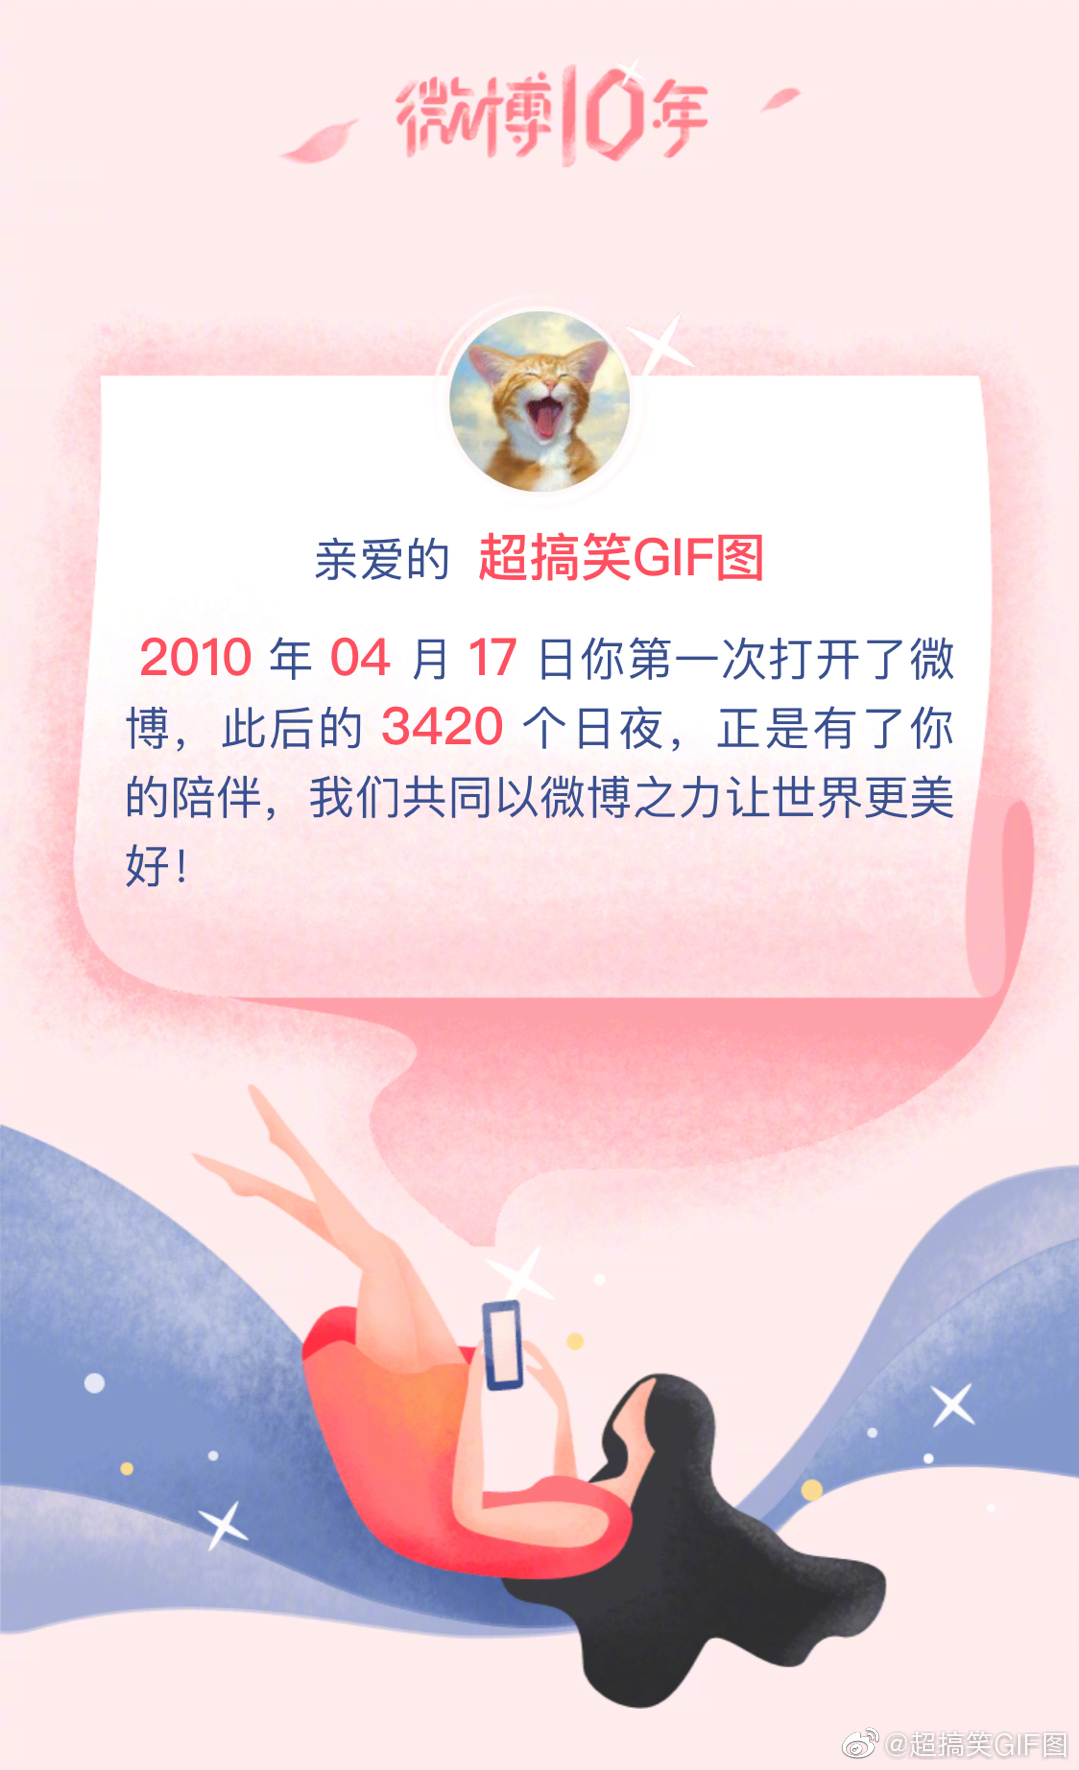 微博10年
亲爱的 超搞笑GIF图
2010 年 04 月 17 日你第一次打开了微
博，此后的 3420 个日夜，正是有了你
的陪伴，我们共同以微博之力让世界更美
好！
@超搞笑GIF图